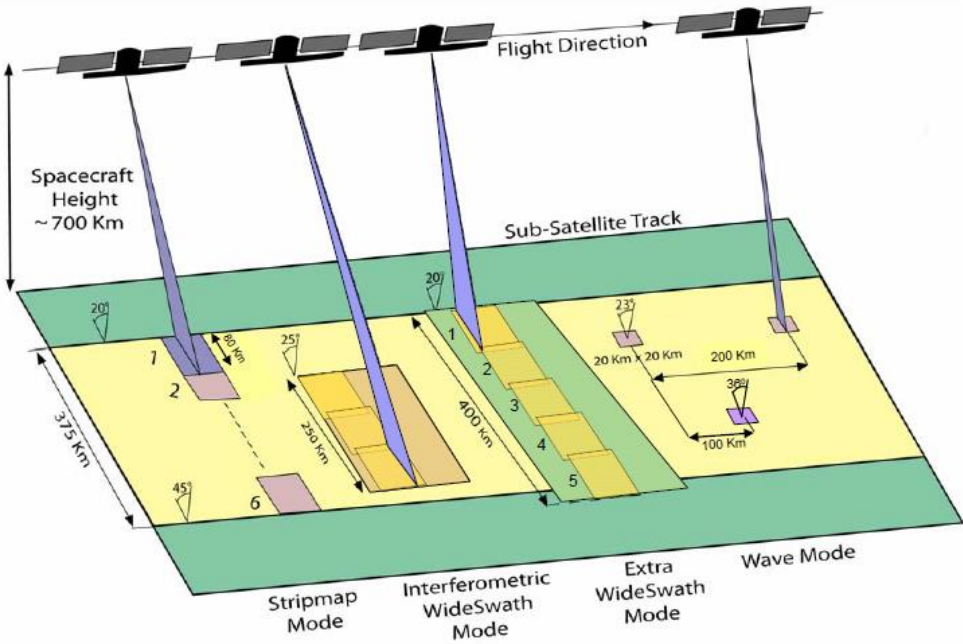 Flight Direction
Spacecraft
Height
~700 Km
Sub-Satellite Track
20°
20°
23°
1
80 Km
25°
1
20 Km x 20 Km
200 Km
2
2
36°
375 Km
250 Km
400 Km
3
100 Km
4
45°
6
5
Stripmap
Mode
Interferometric
WideSwath
Mode
Extra
WideSwath
Mode
Wave Mode